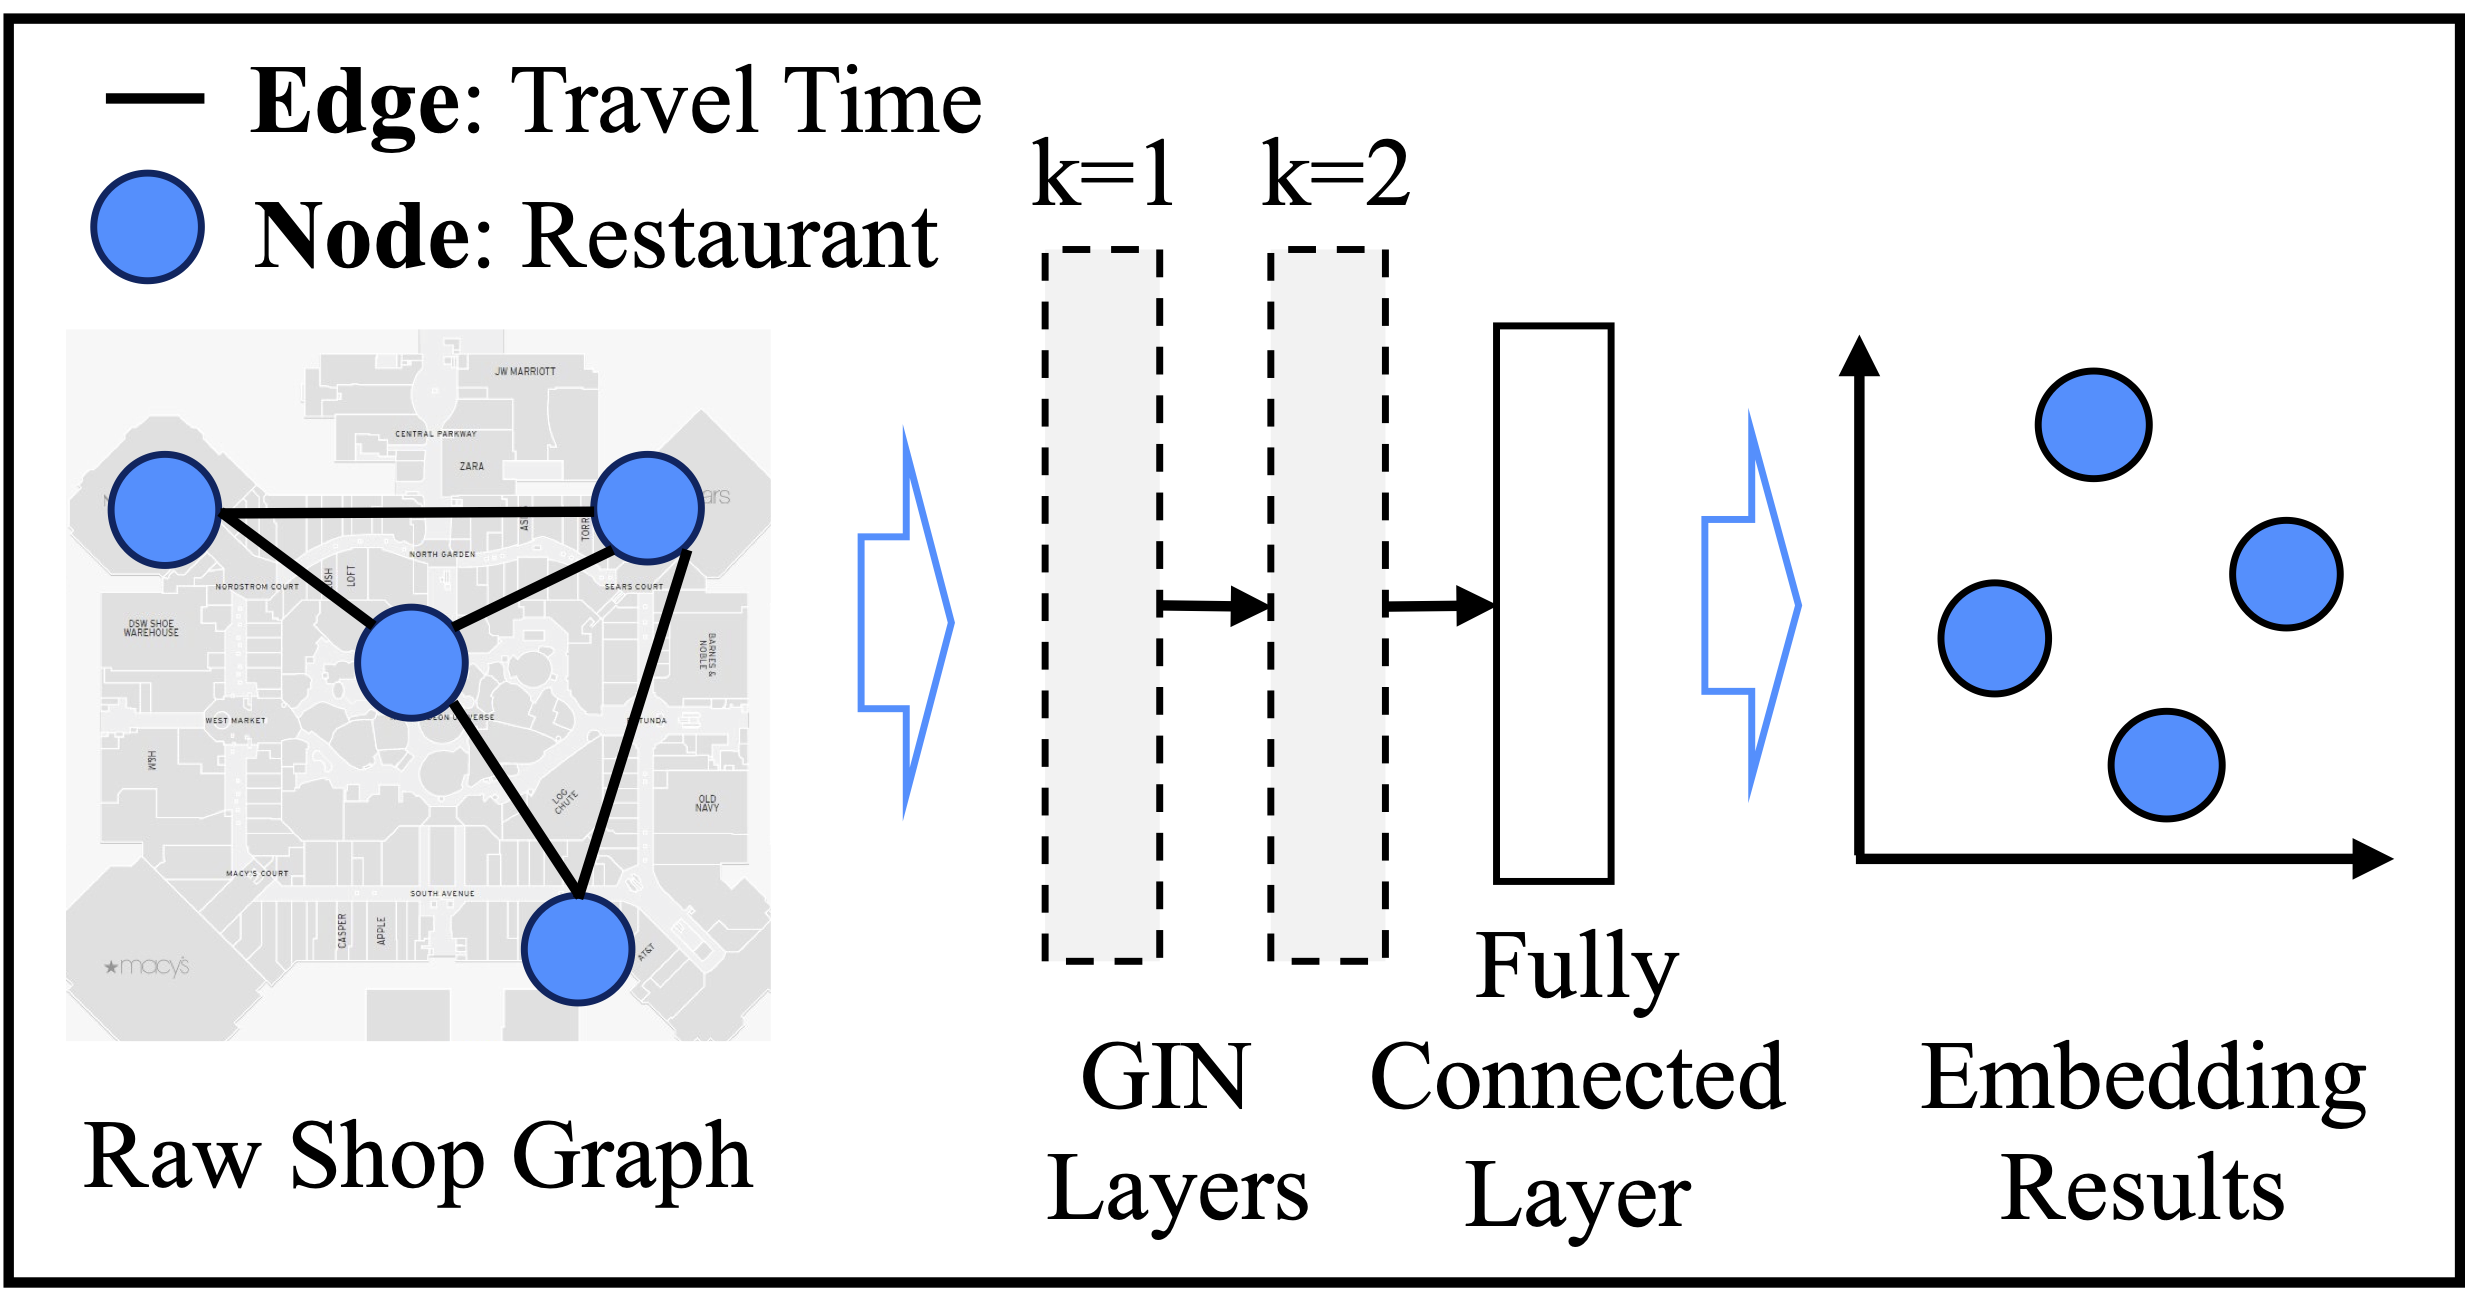 Edge: Travel Time
Node: Restaurant
k=1
k=2
JW MARRIOTT
CENTRAL PARKWAY
ZARA
ars
TORR
NORTH GARDEN
LOFT
NORDSTROM COURT
SEARS COURT
DSW SHOE
WAREHOUSE
BARNES &
NOBLE
WEST MARKET
H&M
LOG
CHUTE
OLD
NAVY
MACY'S COURT
SOUTH AVENUE
CASPER
APPLE
AT&T
★macy's
Raw Shop Graph
GIN
Layers
Fully
Connected
Layer
Embedding
Results